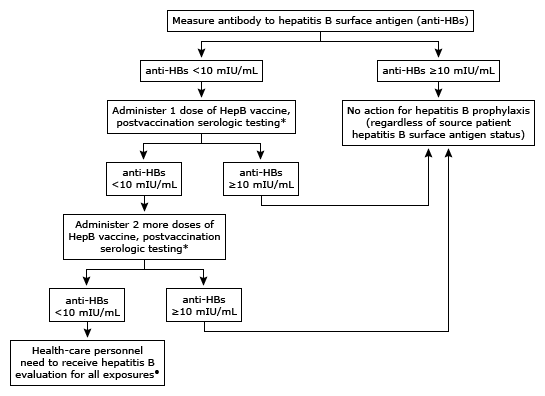 Measure antibody to hepatitis B surface antigen (anti-HBs)
anti-HBs <10 mIU/mL
anti-HBs ≥10 mIU/mL
Administer 1 dose of HepB vaccine,
postvaccination serologic testing*
No action for hepatitis B prophylaxis
(regardless of source patient
hepatitis B surface antigen status)
anti-HBs
<10 mIU/mL
anti-HBs
≥10 mIU/mL
Administer 2 more doses of
HepB vaccine, postvaccination
serologic testing*
anti-HBs
<10 mIU/mL
anti-HBs
≥10 mIU/mL
Health-care personnel
need to receive hepatitis B
evaluation for all exposures•